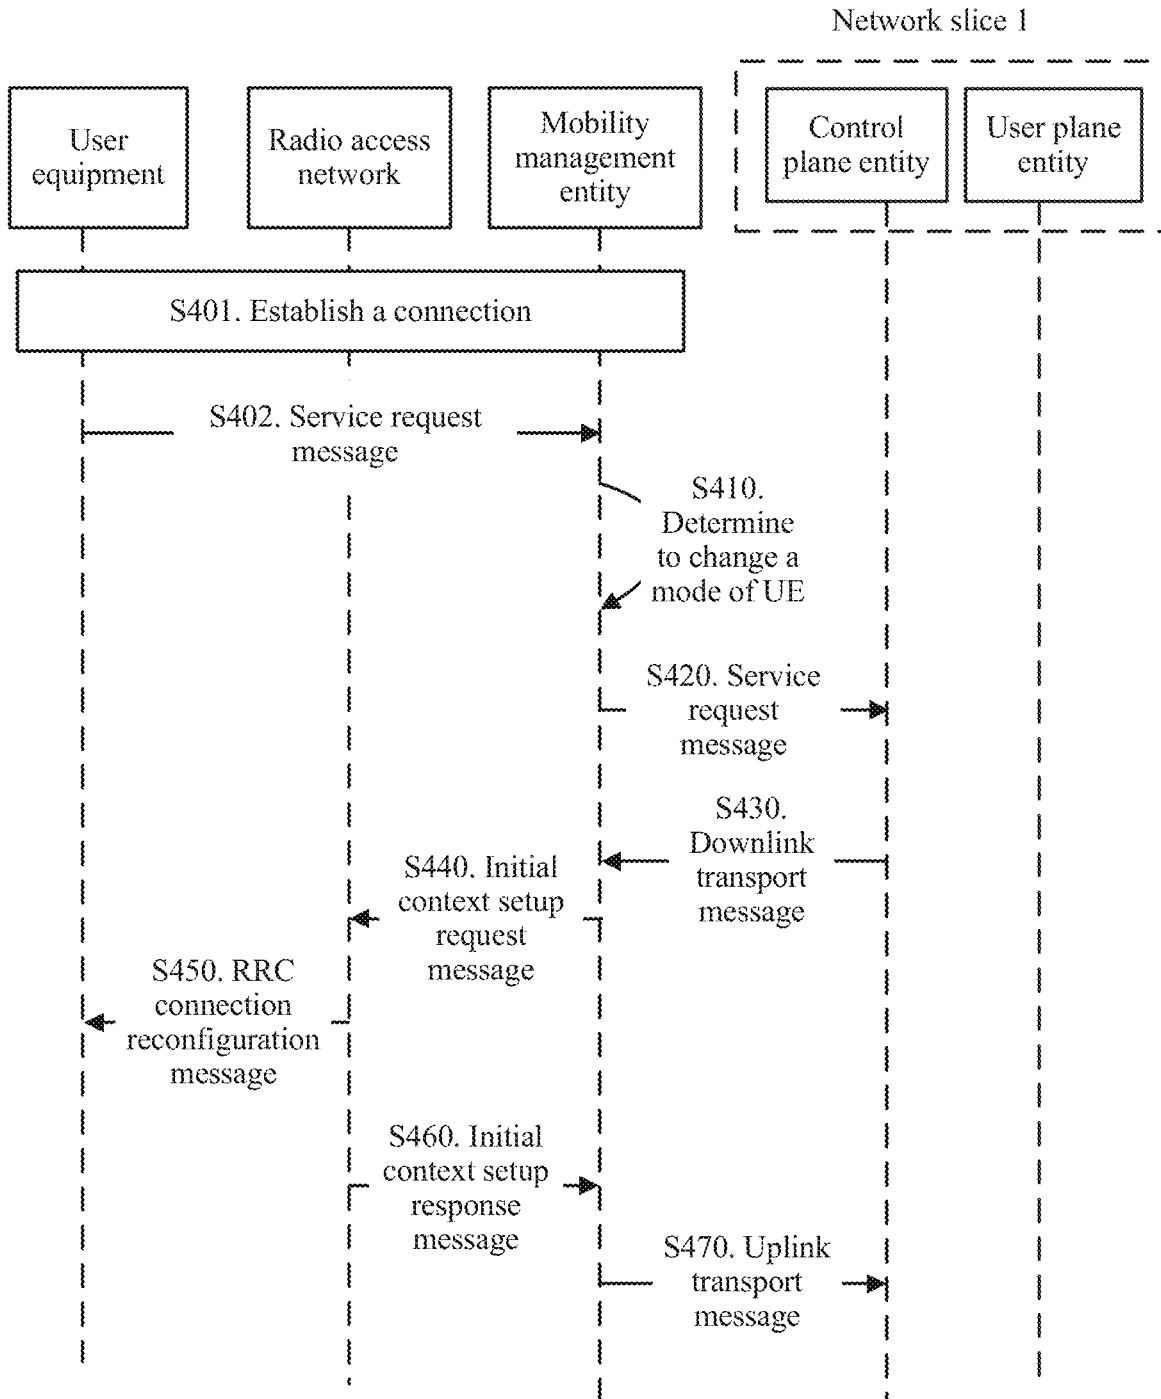 Network slice 1
User
equipment
Radio access
network
Mobility
management
entity
Control
plane entity
User plane
entity
S401. Establish a connection
S402. Service request
message
S410.
Determine
to change a
mode of UE
S420. Service
request
message
S430.
Downlink
transport
message
S440. Initial
context setup
request
message
S450. RRC
connection
reconfiguration
message
S460. Initial
context setup
response
message
S470. Uplink
transport
message